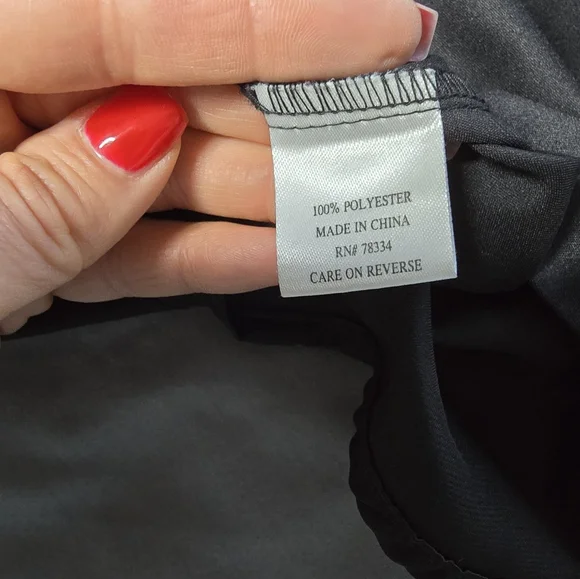 100% POLYESTER
MADE IN CHINA
RN# 78334
CARE ON REVERSE